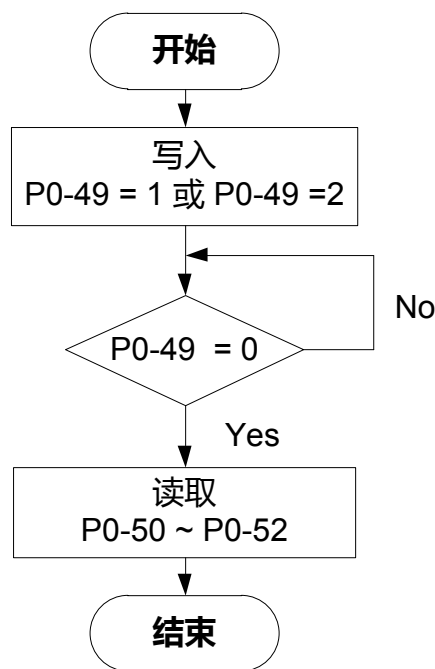 开始
写入
P0-49 = 1 或 P0-49 =2
No
P0-49 = 0
Yes
读取
P0-50 ~ P0-52
结束